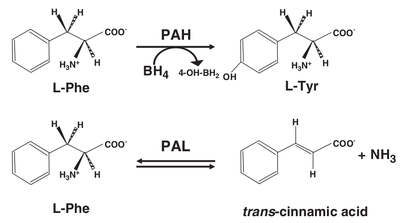 H H
COO⁻
H₃N⁺ H
L-Phe
PAH
BH₄ 4-OH-BH₂
H H
COO⁻
H₃N⁺ H
OH
L-Tyr
H H
COO⁻
H₃N⁺ H
L-Phe
PAL
H
COO⁻
H
+ NH₃
trans-cinnamic acid